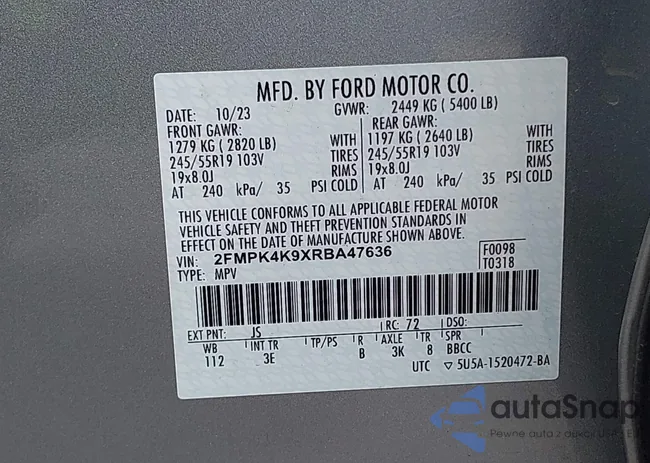 MFD. BY FORD MOTOR CO.
DATE: 10/23 GVWR: 2449 KG ( 5400 LB)
FRONT GAWR: REAR GAWR:
1279 KG ( 2820 LB) WITH 1197 KG ( 2640 LB) WITH
245/55R19 103V TIRES 245/55R19 103V TIRES
19x8.0J RIMS 19x8.0J RIMS
AT 240 kPa/ 35 PSI COLD AT 240 kPa/ 35 PSI COLD
THIS VEHICLE CONFORMS TO ALL APPLICABLE FEDERAL MOTOR
VEHICLE SAFETY AND THEFT PREVENTION STANDARDS IN
EFFECT ON THE DATE OF MANUFACTURE SHOWN ABOVE.
VIN: 2FMPK4K9XRBA47636 F0098
TYPE: MPV T0318
EXT PNT: JS RC: 72 DSO:
WB INT TR TP/PS R AXLE TR SPR
112 3E B 3K 8 BBCC
UTC ▽ 5U5A-1520472-BA
autaSnap
Pewne auta z aukcji USA i EU